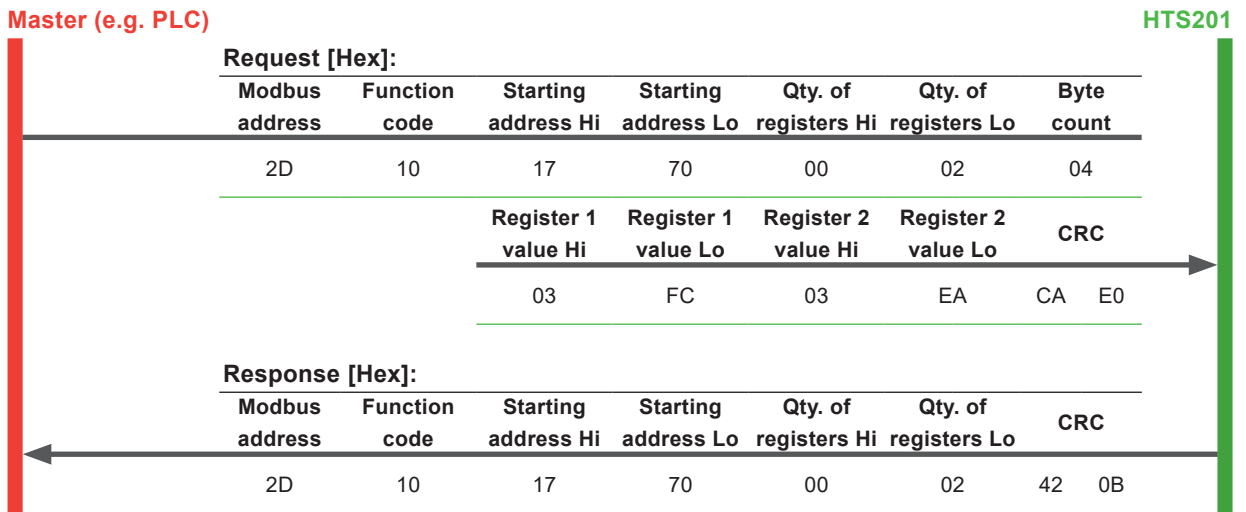 Master (e.g. PLC) HTS201
Request [Hex]:
Modbus Function Starting Starting Qty. of Qty. of Byte
address code address Hi address Lo registers Hi registers Lo count
2D 10 17 70 00 02 04
Register 1 Register 1 Register 2 Register 2 CRC
value Hi value Lo value Hi value Lo
03 FC 03 EA CA E0
Response [Hex]:
Modbus Function Starting Starting Qty. of Qty. of CRC
address code address Hi address Lo registers Hi registers Lo
2D 10 17 70 00 02 42 0B